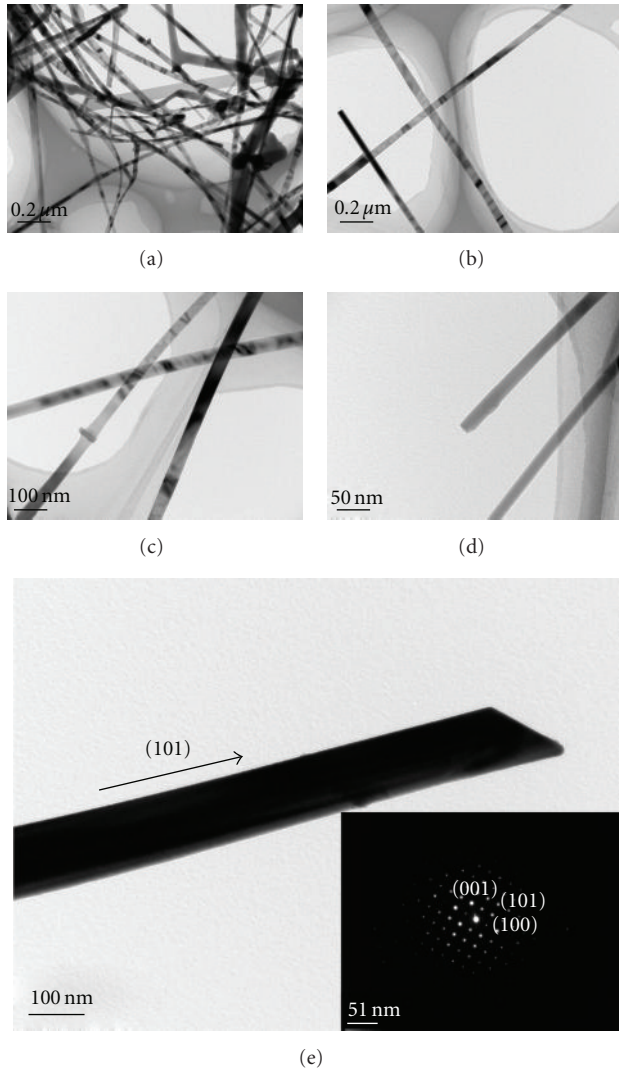 0.2 µm
(a)
0.2 µm
(b)
100 nm
(c)
50 nm
(d)
(101)
100 nm
(001)
(101)
(100)
51 nm
(e)